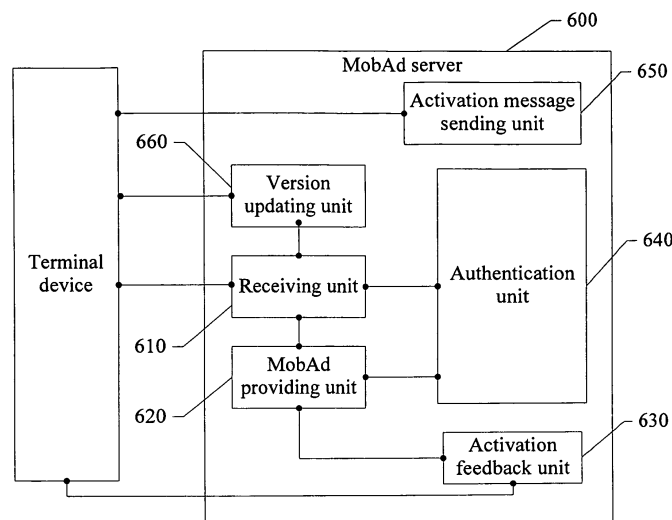 600
MobAd server
650
Activation message
sending unit
660
Version
updating unit
640
Terminal
device
Receiving unit
Authentication
unit
610
MobAd
providing unit
620
630
Activation
feedback unit